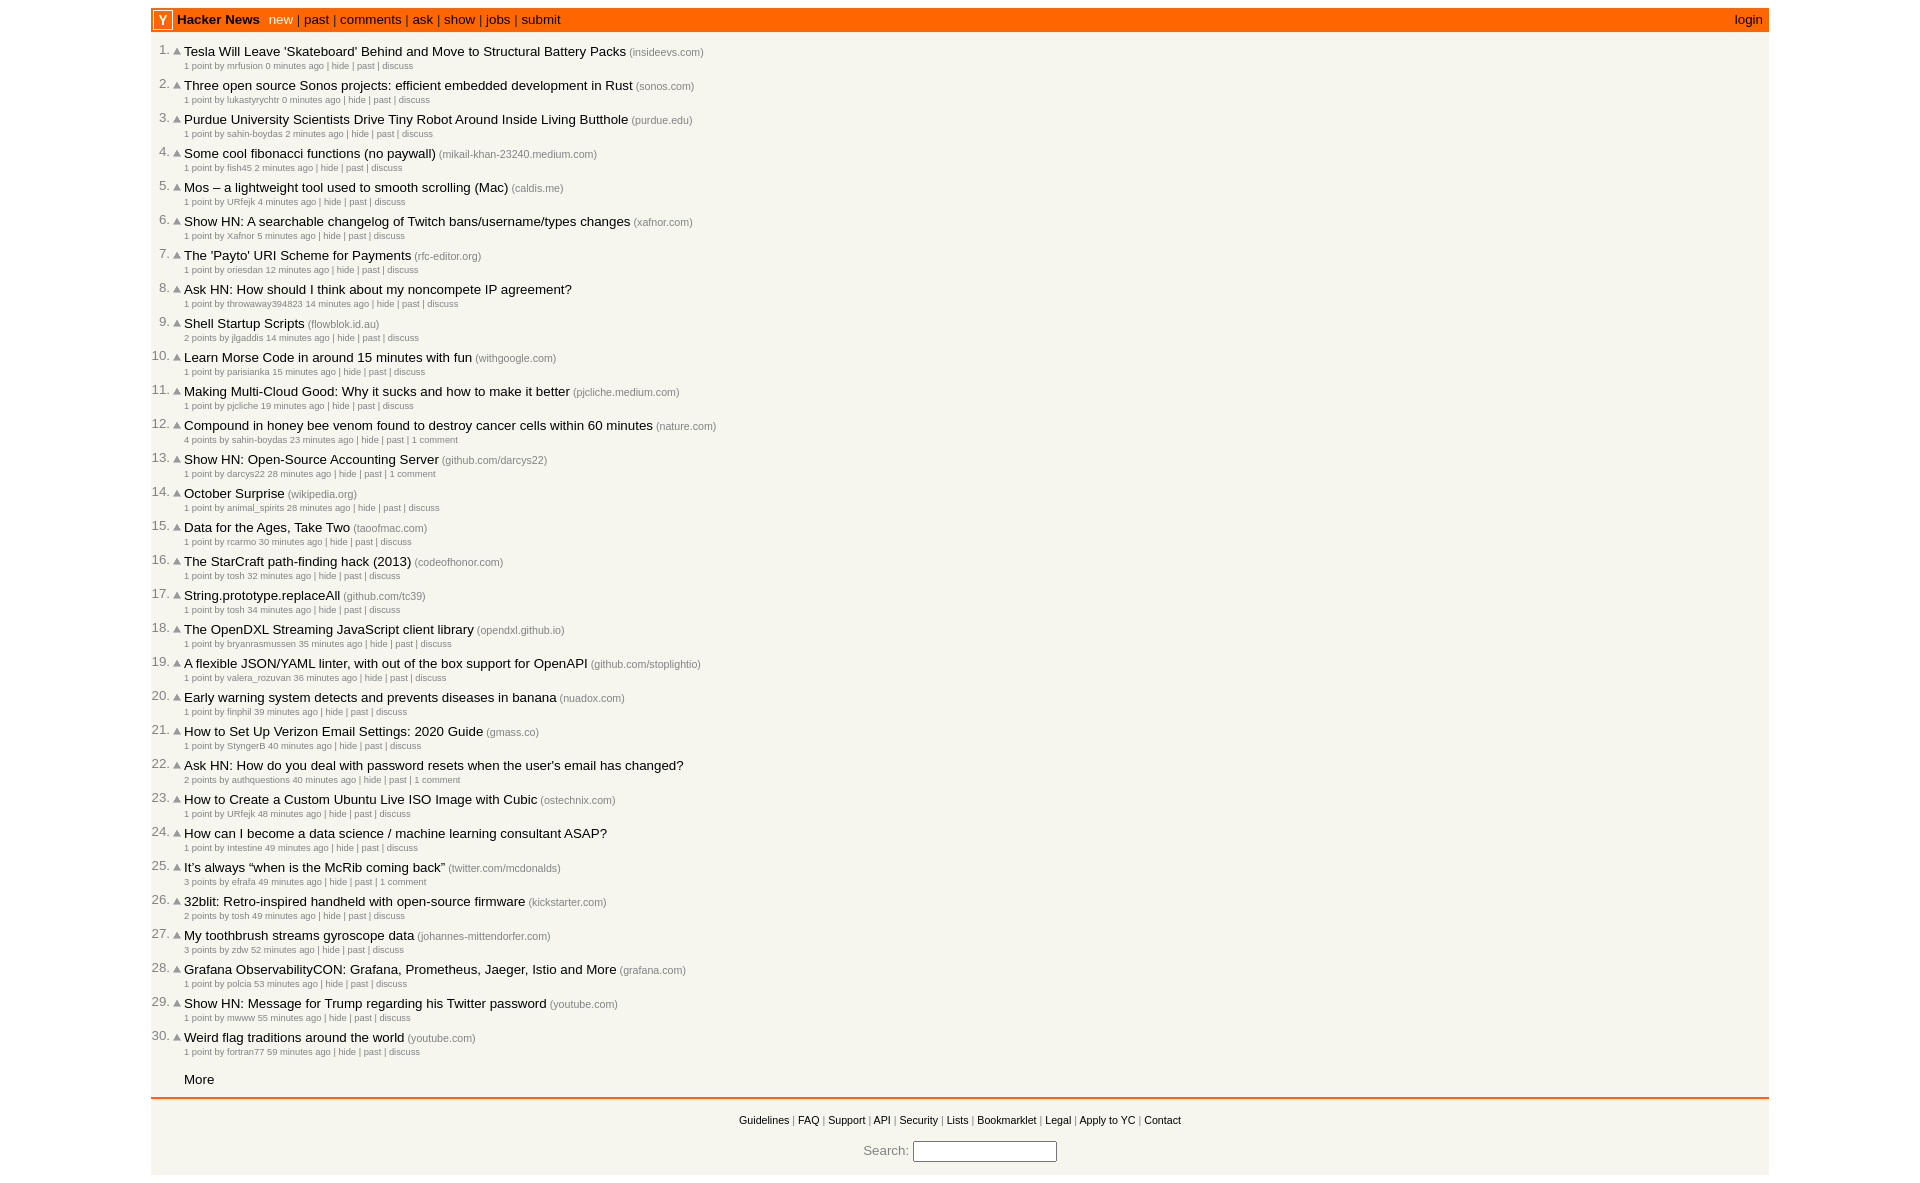 Y Hacker News new | past | comments | ask | show | jobs | submit login
1. Tesla Will Leave 'Skateboard' Behind and Move to Structural Battery Packs (insideevs.com)
1 point by mrfusion 0 minutes ago | hide | past | discuss
2. Three open source Sonos projects: efficient embedded development in Rust (sonos.com)
1 point by lukastyrychtr 0 minutes ago | hide | past | discuss
3. Purdue University Scientists Drive Tiny Robot Around Inside Living Butthole (purdue.edu)
1 point by sahin-boydas 2 minutes ago | hide | past | discuss
4. Some cool fibonacci functions (no paywall) (mikail-khan-23240.medium.com)
1 point by fish45 2 minutes ago | hide | past | discuss
5. Mos – a lightweight tool used to smooth scrolling (Mac) (caldis.me)
1 point by URfejk 4 minutes ago | hide | past | discuss
6. Show HN: A searchable changelog of Twitch bans/username/types changes (xafnor.com)
1 point by Xafnor 5 minutes ago | hide | past | discuss
7. The 'Payto' URI Scheme for Payments (rfc-editor.org)
1 point by oriesdan 12 minutes ago | hide | past | discuss
8. Ask HN: How should I think about my noncompete IP agreement?
1 point by throwaway394823 14 minutes ago | hide | past | discuss
9. Shell Startup Scripts (flowblok.id.au)
2 points by jlgaddis 14 minutes ago | hide | past | discuss
10. Learn Morse Code in around 15 minutes with fun (withgoogle.com)
1 point by parisianka 15 minutes ago | hide | past | discuss
11. Making Multi-Cloud Good: Why it sucks and how to make it better (pjcliche.medium.com)
1 point by pjcliche 19 minutes ago | hide | past | discuss
12. Compound in honey bee venom found to destroy cancer cells within 60 minutes (nature.com)
4 points by sahin-boydas 23 minutes ago | hide | past | 1 comment
13. Show HN: Open-Source Accounting Server (github.com/darcys22)
1 point by darcys22 28 minutes ago | hide | past | 1 comment
14. October Surprise (wikipedia.org)
1 point by animal_spirits 28 minutes ago | hide | past | discuss
15. Data for the Ages, Take Two (taoofmac.com)
1 point by rcarmo 30 minutes ago | hide | past | discuss
16. The StarCraft path-finding hack (2013) (codeofhonor.com)
1 point by tosh 32 minutes ago | hide | past | discuss
17. String.prototype.replaceAll (github.com/tc39)
1 point by tosh 34 minutes ago | hide | past | discuss
18. The OpenDXL Streaming JavaScript client library (opendxl.github.io)
1 point by bryanrasmussen 35 minutes ago | hide | past | discuss
19. A flexible JSON/YAML linter, with out of the box support for OpenAPI (github.com/stoplightio)
1 point by valera_rozuvan 36 minutes ago | hide | past | discuss
20. Early warning system detects and prevents diseases in banana (nuadox.com)
1 point by finphil 39 minutes ago | hide | past | discuss
21. How to Set Up Verizon Email Settings: 2020 Guide (gmass.co)
1 point by StyngerB 40 minutes ago | hide | past | discuss
22. Ask HN: How do you deal with password resets when the user's email has changed?
2 points by authquestions 40 minutes ago | hide | past | 1 comment
23. How to Create a Custom Ubuntu Live ISO Image with Cubic (ostechnix.com)
1 point by URfejk 48 minutes ago | hide | past | discuss
24. How can I become a data science / machine learning consultant ASAP?
1 point by Intestine 49 minutes ago | hide | past | discuss
25. It’s always “when is the McRib coming back” (twitter.com/mcdonalds)
3 points by efrafa 49 minutes ago | hide | past | 1 comment
26. 32blit: Retro-inspired handheld with open-source firmware (kickstarter.com)
2 points by tosh 49 minutes ago | hide | past | discuss
27. My toothbrush streams gyroscope data (johannes-mittendorfer.com)
3 points by zdw 52 minutes ago | hide | past | discuss
28. Grafana ObservabilityCON: Grafana, Prometheus, Jaeger, Istio and More (grafana.com)
1 point by polcia 53 minutes ago | hide | past | discuss
29. Show HN: Message for Trump regarding his Twitter password (youtube.com)
1 point by mwww 55 minutes ago | hide | past | discuss
30. Weird flag traditions around the world (youtube.com)
1 point by fortran77 59 minutes ago | hide | past | discuss
More
Guidelines | FAQ | Support | API | Security | Lists | Bookmarklet | Legal | Apply to YC | Contact
Search: